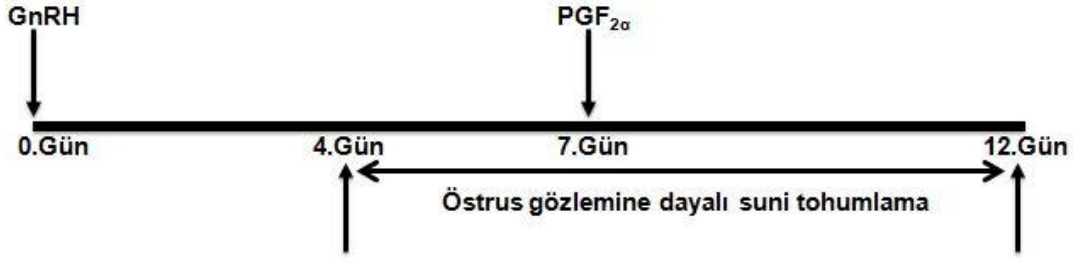 GnRH
PGF2α
0.Gün
4.Gün
7.Gün
12.Gün
Östrus gözlemine dayalı suni tohumlama